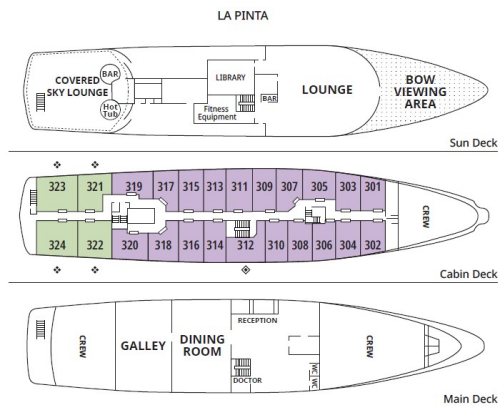 LA PINTA
COVERED
SKY LOUNGE
BAR
Hot
Tub
LIBRARY
Fitness
Equipment
BAR
LOUNGE
BOW
VIEWING
AREA
Sun Deck
323 321 319 317 315 313 311 309 307 305 303 301
324 322 320 318 316 314 312 310 308 306 304 302
CREW
Cabin Deck
CREW
GALLEY
DINING
ROOM
RECEPTION
DOCTOR
WC
WC
CREW
Main Deck